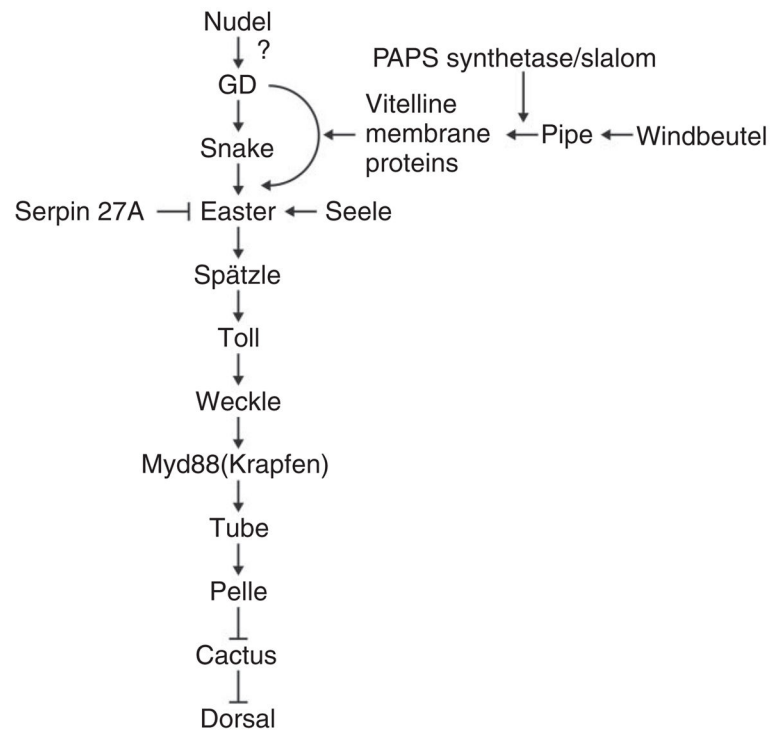 Nudel
?
PAPS synthetase/slalom
GD
Vitelline
membrane
proteins
Pipe
Windbeutel
Snake
Serpin 27A
Easter
Seele
Spätzle
Toll
Weckle
Myd88(Krapfen)
Tube
Pelle
Cactus
Dorsal